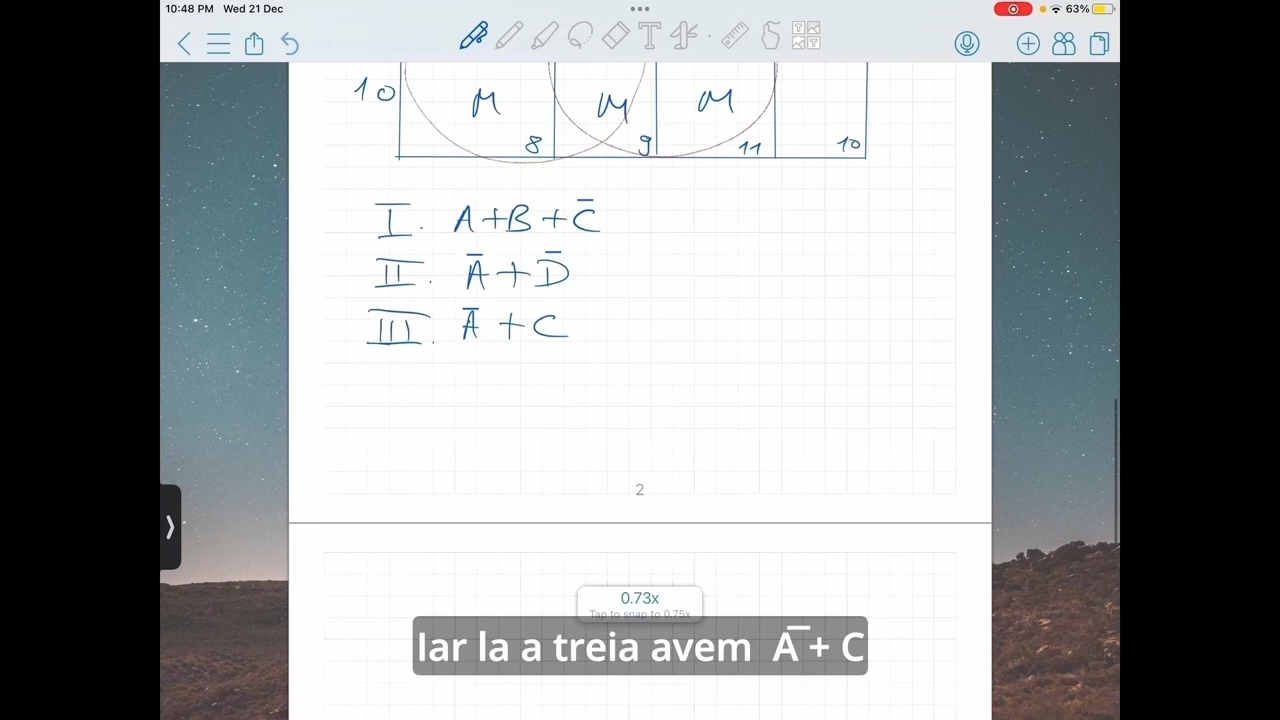 10:48 PM Wed 21 Dec
63%
10 M M M
8 9 11 10
I. A + B + C̅
II. A̅ + D̅
III. A̅ + C
2
0.73x
Tap to snap to 0.75x
Iar la a treia avem A̅ + C